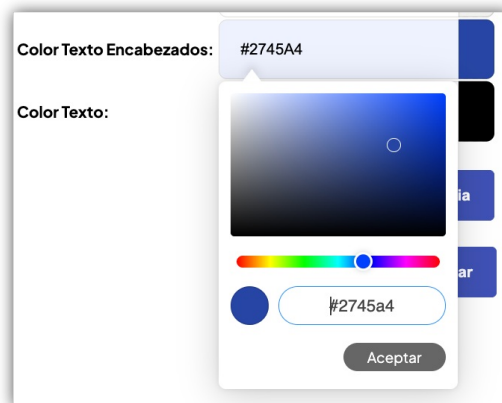 Color Texto Encabezados: #2745A4
Color Texto:
ia
ar
#2745a4
Aceptar